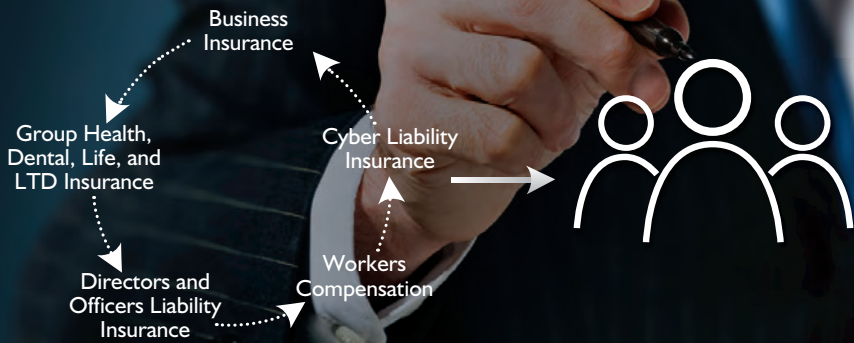 Business
Insurance
Group Health,
Dental, Life, and
LTD Insurance
Cyber Liability
Insurance
Directors and
Officers Liability
Insurance
Workers
Compensation